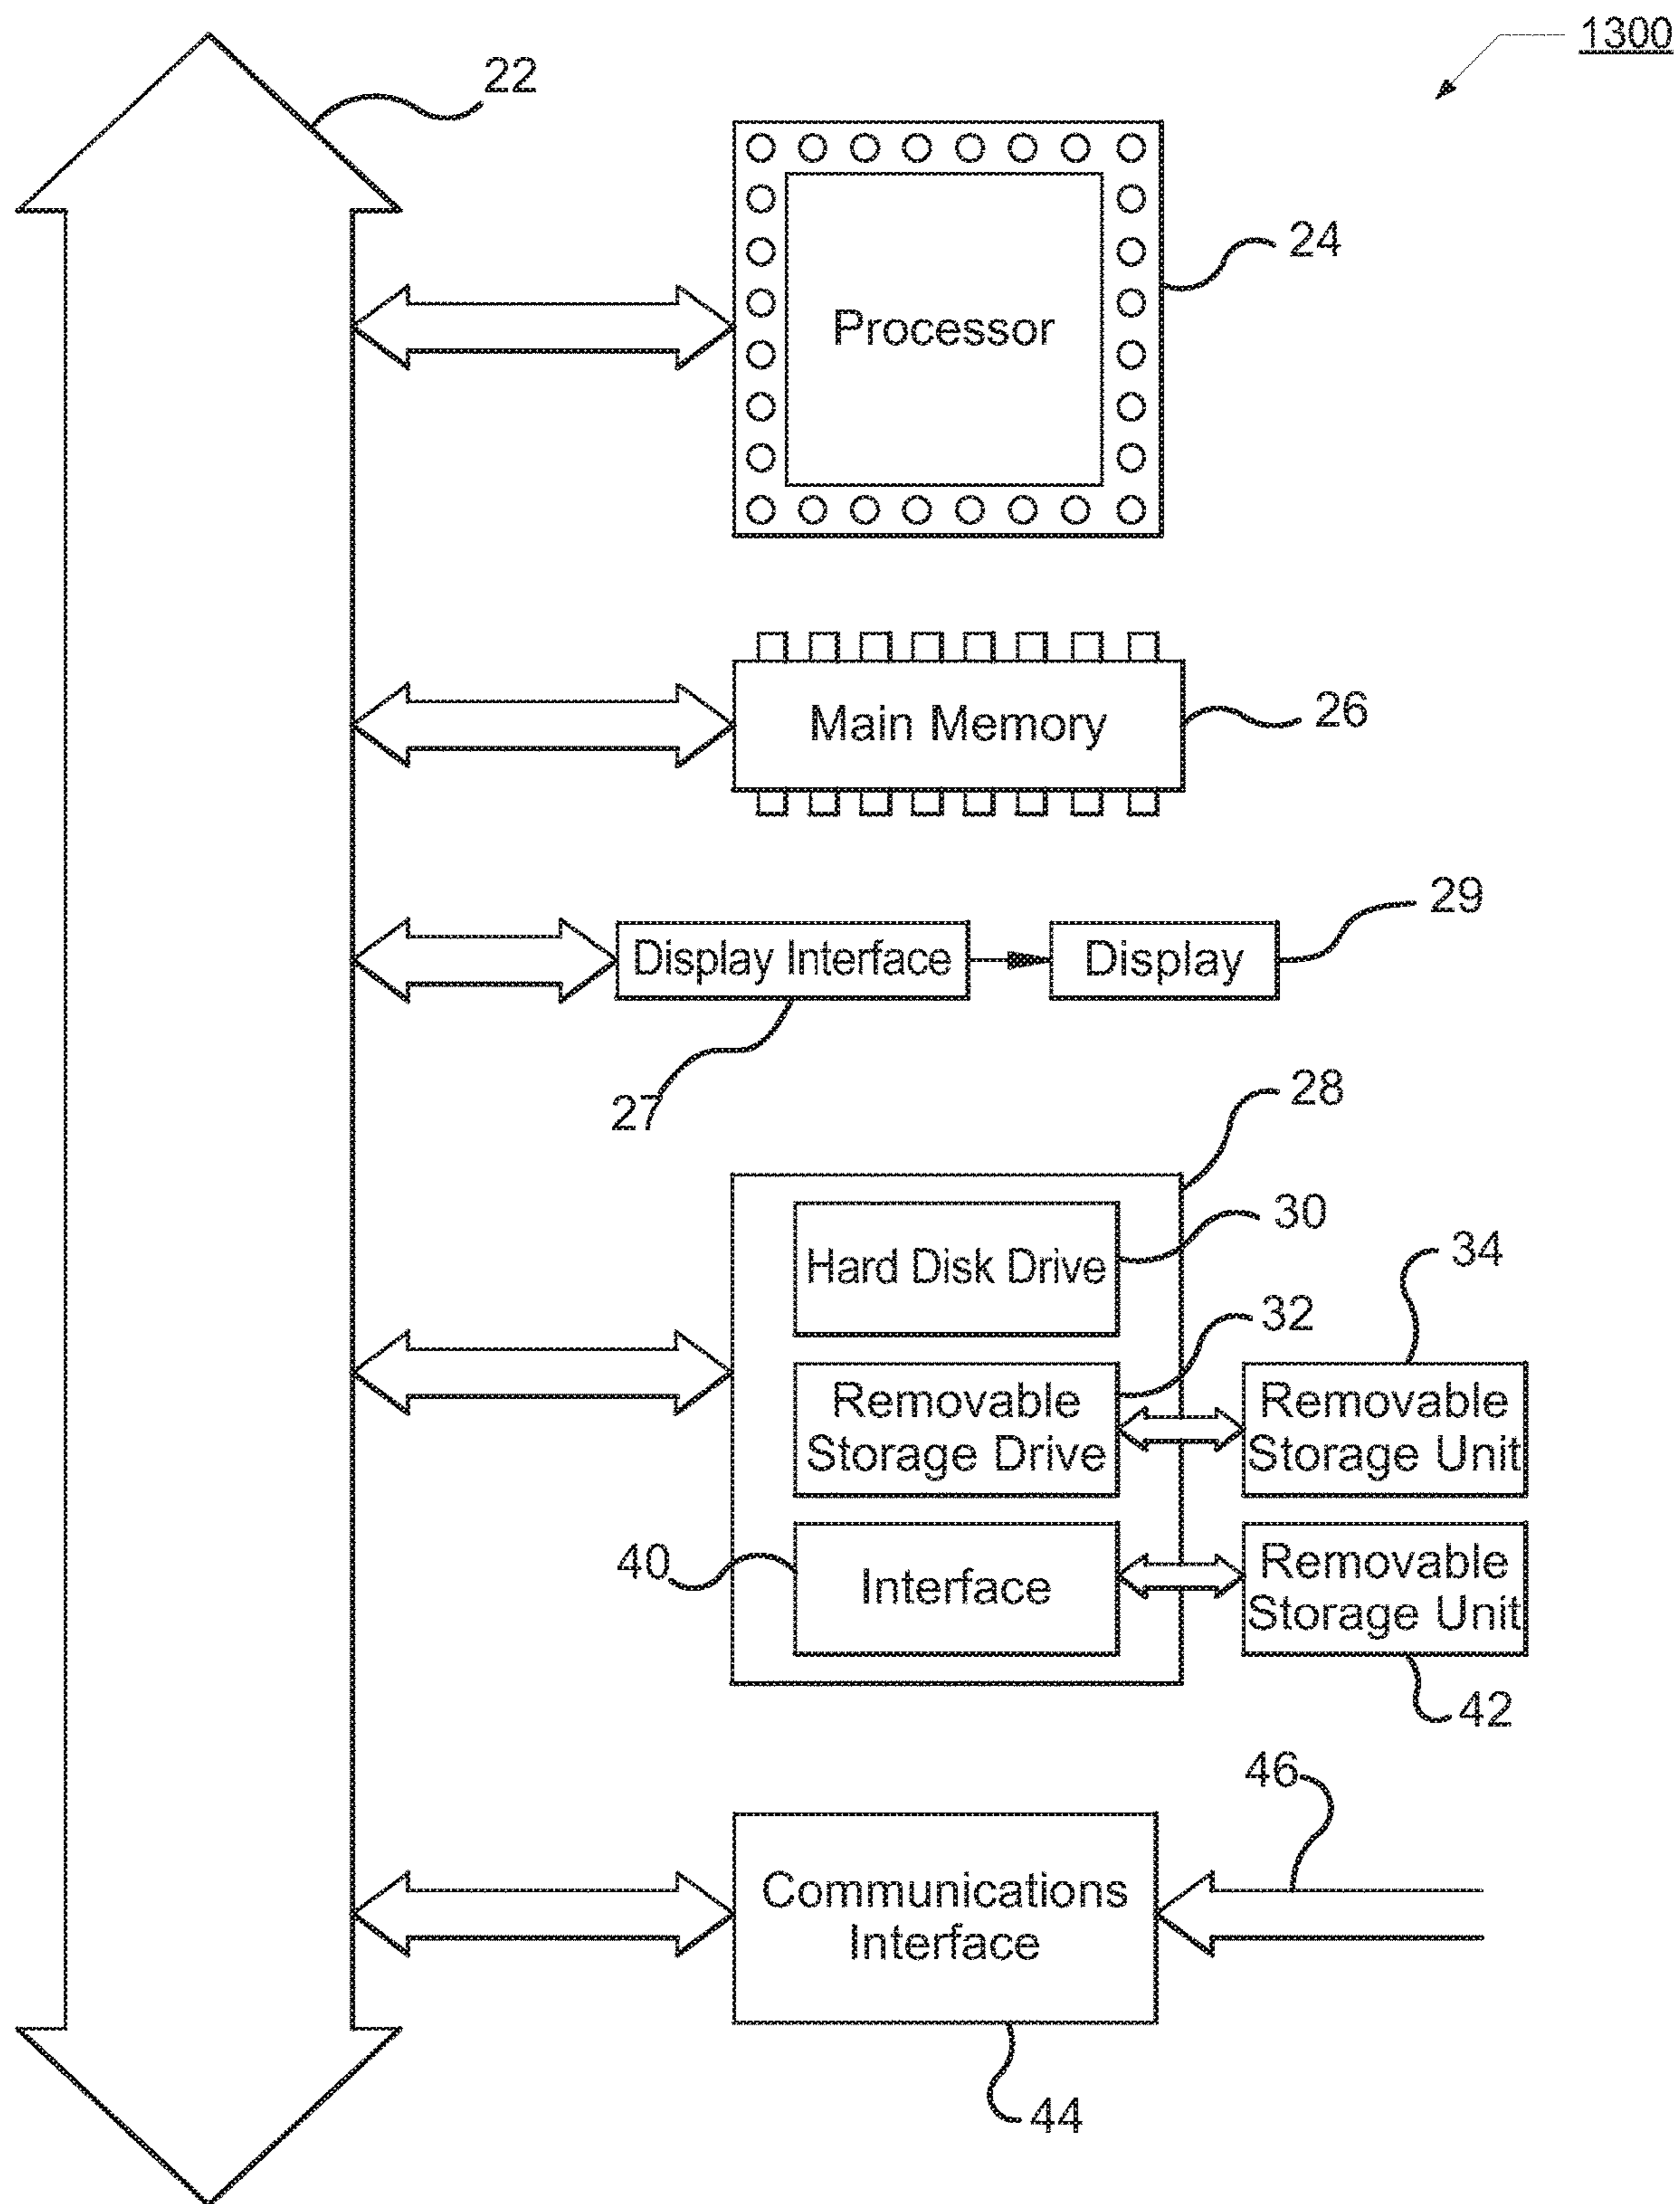 1300
22
24
Processor
26
Main Memory
29
Display Interface
Display
27
28
30
Hard Disk Drive
34
32
Removable
Storage Drive
Removable
Storage Unit
40
Interface
Removable
Storage Unit
42
46
Communications
Interface
44